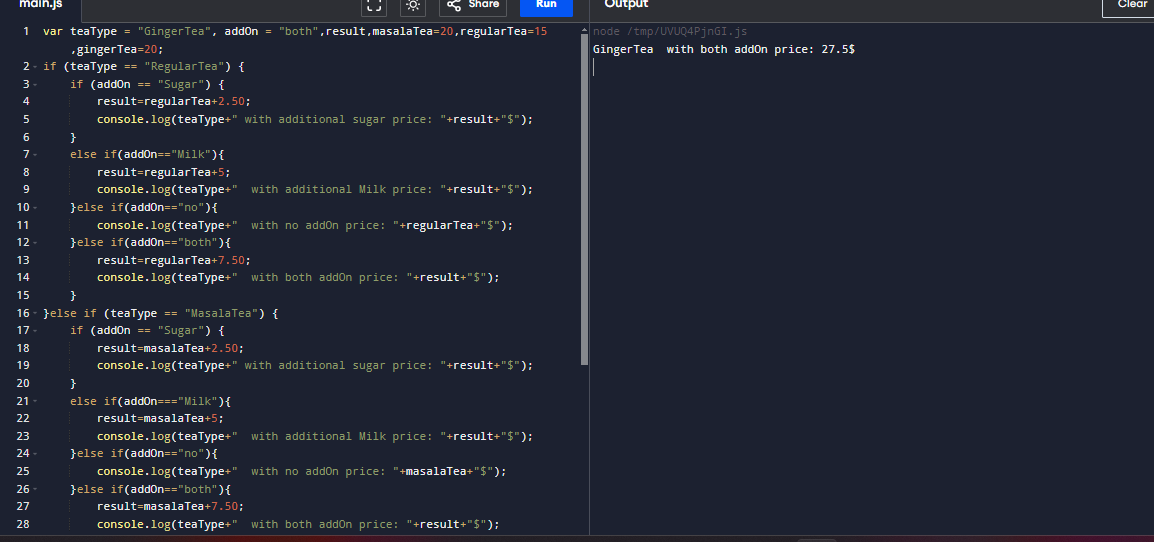 main.js
Share
Run
Output
Clear
1 var teaType = "GingerTea", addOn = "both",result,masalaTea=20,regularTea=15
,gingerTea=20;
2 if (teaType == "RegularTea") {
3 if (addOn == "Sugar") {
4 result=regularTea+2.50;
5 console.log(teaType+" with additional sugar price: "+result+"$");
6 }
7 else if(addOn=="Milk"){
8 result=regularTea+5;
9 console.log(teaType+"  with additional Milk price: "+result+"$");
10 }else if(addOn=="no"){
11 console.log(teaType+"  with no addOn price: "+regularTea+"$");
12 }else if(addOn=="both"){
13 result=regularTea+7.50;
14 console.log(teaType+"  with both addOn price: "+result+"$");
15 }
16 }else if (teaType == "MasalaTea") {
17 if (addOn == "Sugar") {
18 result=masalaTea+2.50;
19 console.log(teaType+" with additional sugar price: "+result+"$");
20 }
21 else if(addOn==="Milk"){
22 result=masalaTea+5;
23 console.log(teaType+"  with additional Milk price: "+result+"$");
24 }else if(addOn=="no"){
25 console.log(teaType+"  with no addOn price: "+masalaTea+"$");
26 }else if(addOn=="both"){
27 result=masalaTea+7.50;
28 console.log(teaType+"  with both addOn price: "+result+"$");
node /tmp/UVUQ4PjnGI.js
GingerTea  with both addOn price: 27.5$